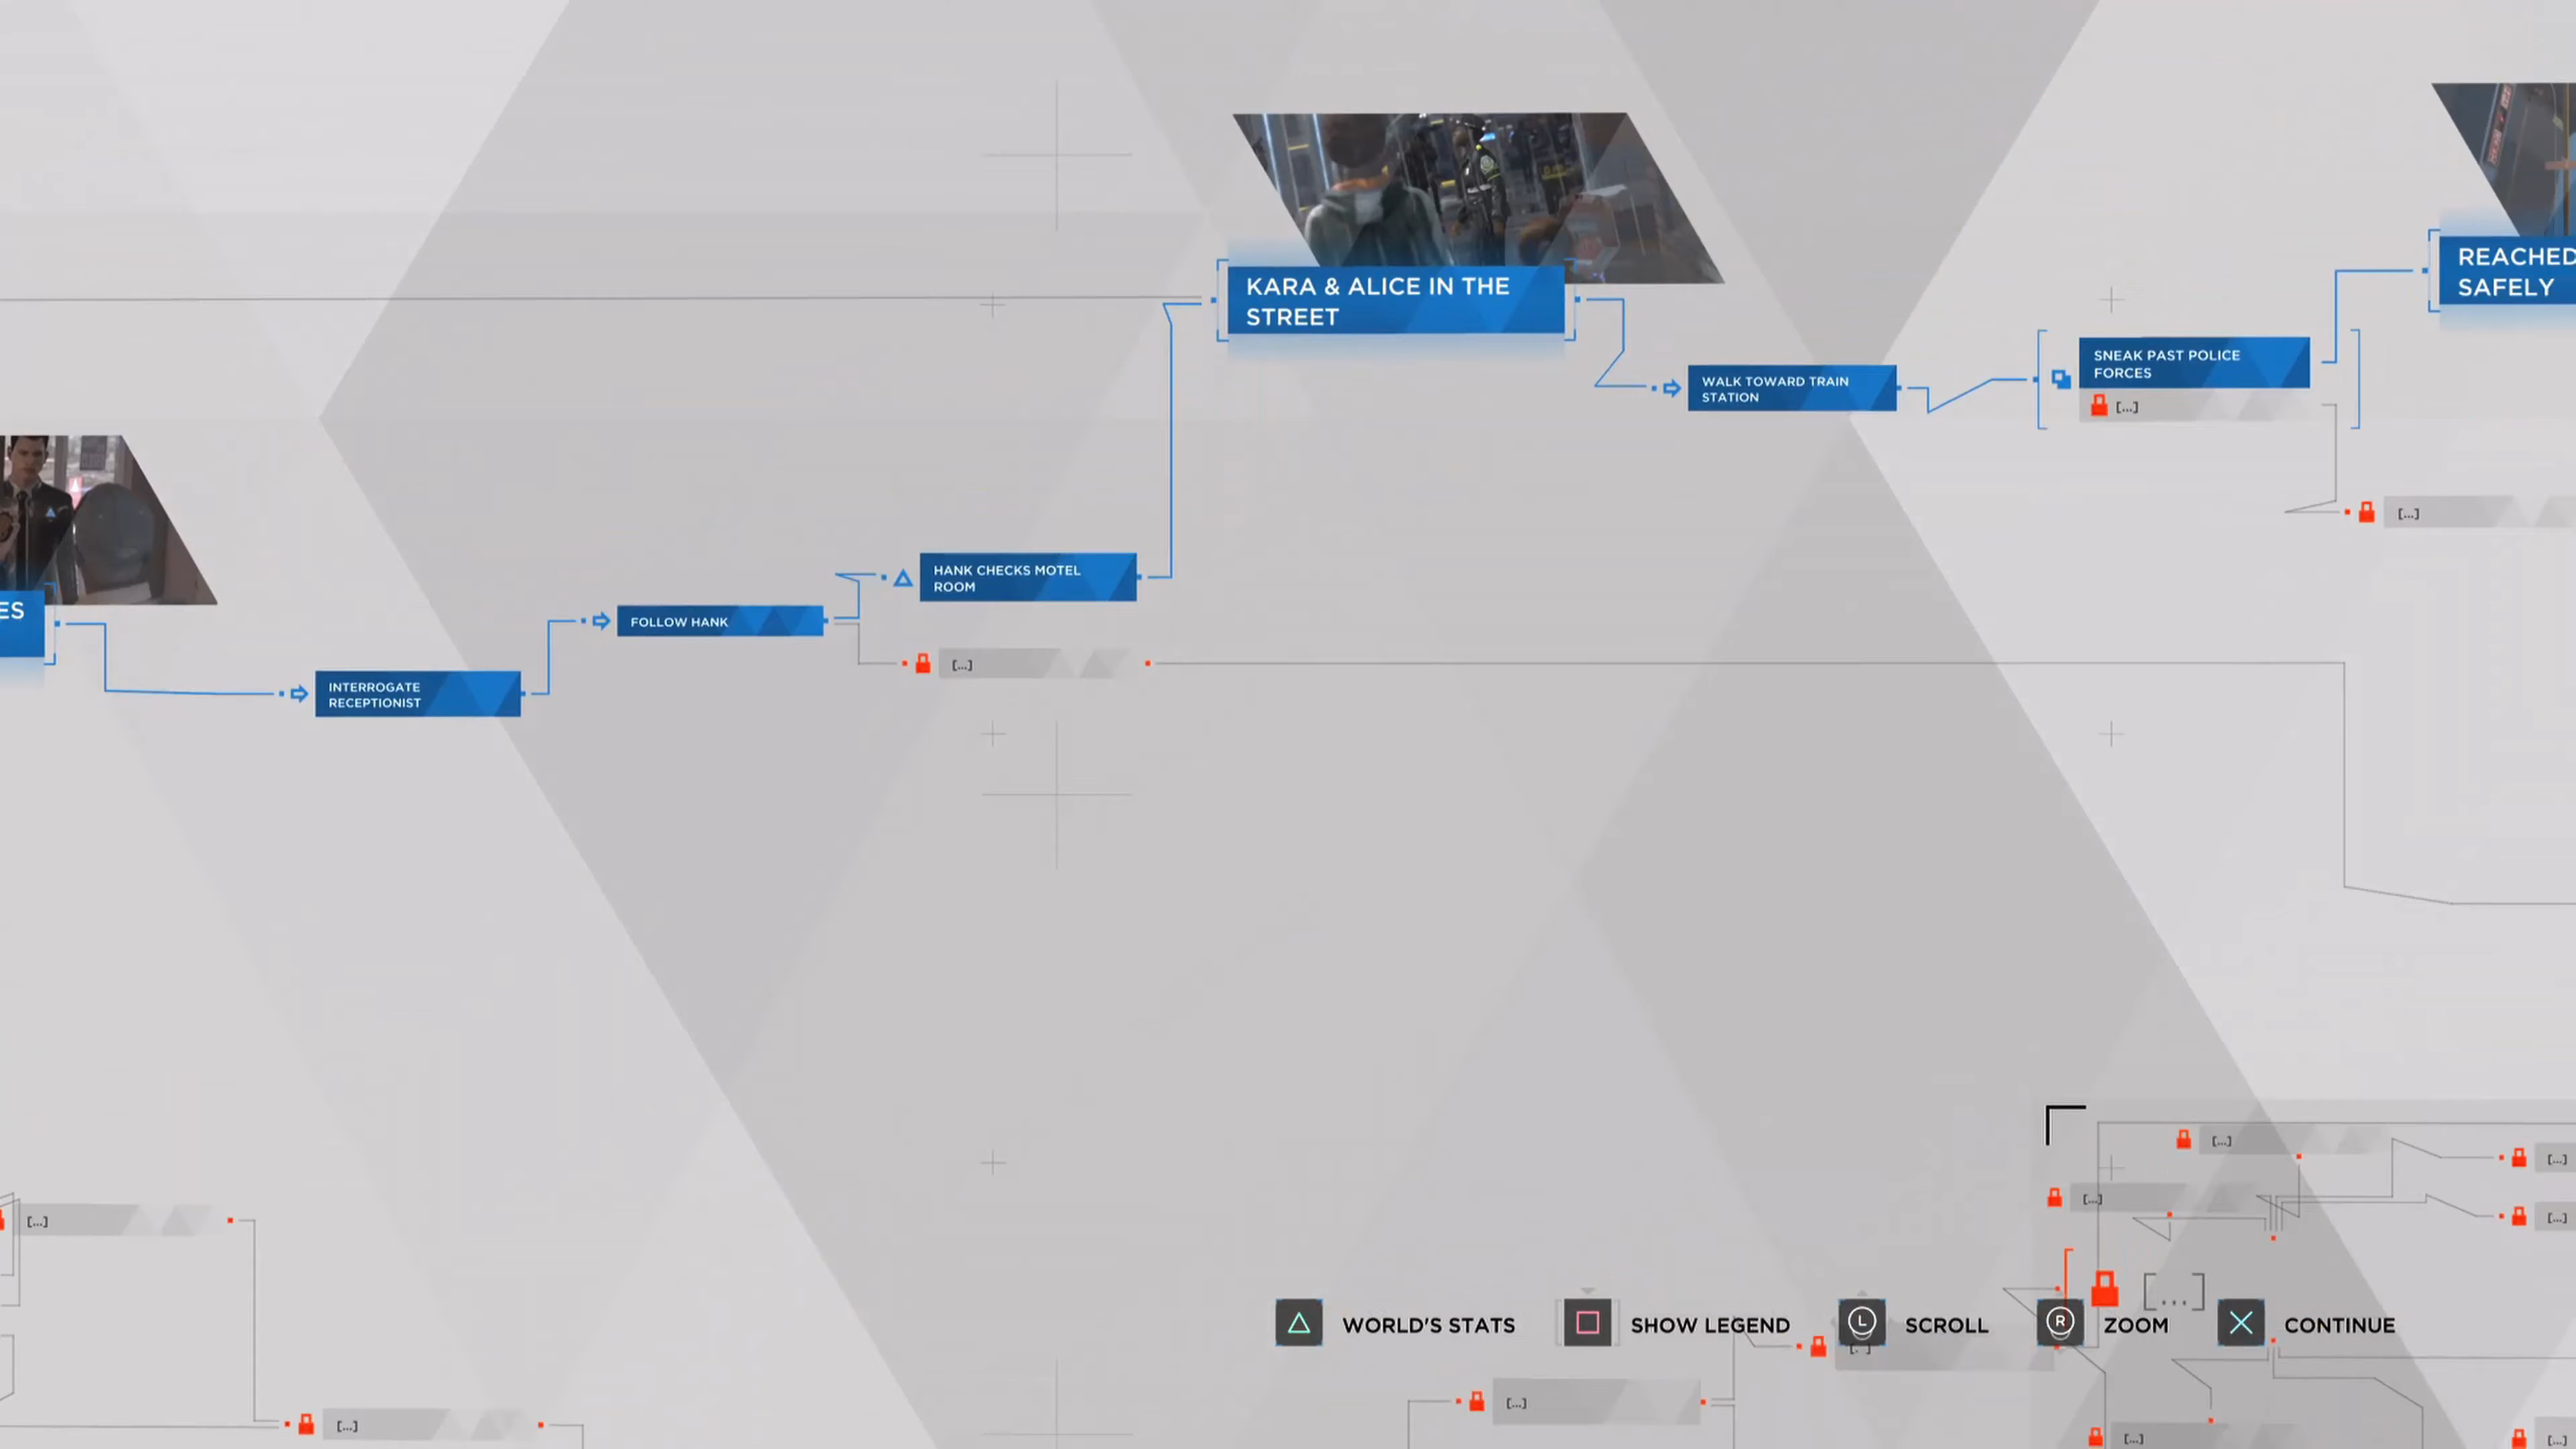 KARA & ALICE IN THE
STREET
REACHED
SAFELY
SNEAK PAST POLICE
FORCES
[...]
WALK TOWARD TRAIN
STATION
[...]
HANK CHECKS MOTEL
ROOM
ES
FOLLOW HANK
[...]
INTERROGATE
RECEPTIONIST
[...]
[...]
[...]
[...]
[...]
[...]
WORLD'S STATS
SHOW LEGEND
L
SCROLL
R
ZOOM
CONTINUE
[...]
[...]
[...]
[...]
[...]